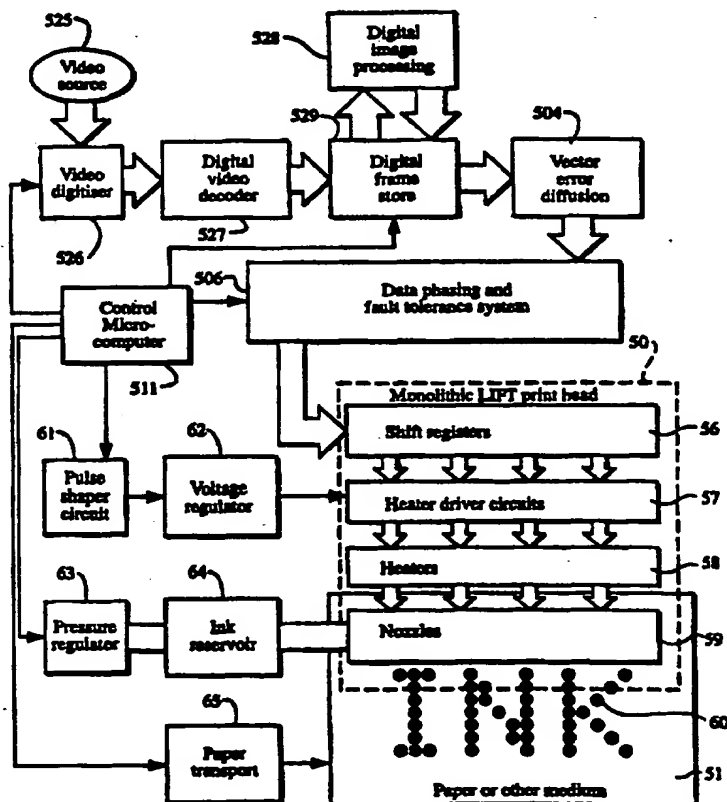 525
Video
source
528
Digital
image
processing
529
504
Video
digitiser
526
Digital
video
decoder
527
Digital
frame
store
Vector
error
diffusion
506
Data phasing and
fault tolerance system
Control
Micro-
computer
511
50
Monolithic LIFT print head
Shift registers
56
61
Pulse
shaper
circuit
62
Voltage
regulator
Heater driver circuits
57
Heaters
58
63
Pressure
regulator
64
Ink
reservoir
Nozzles
59
INK
60
65
Paper
transport
51
Paper or other medium